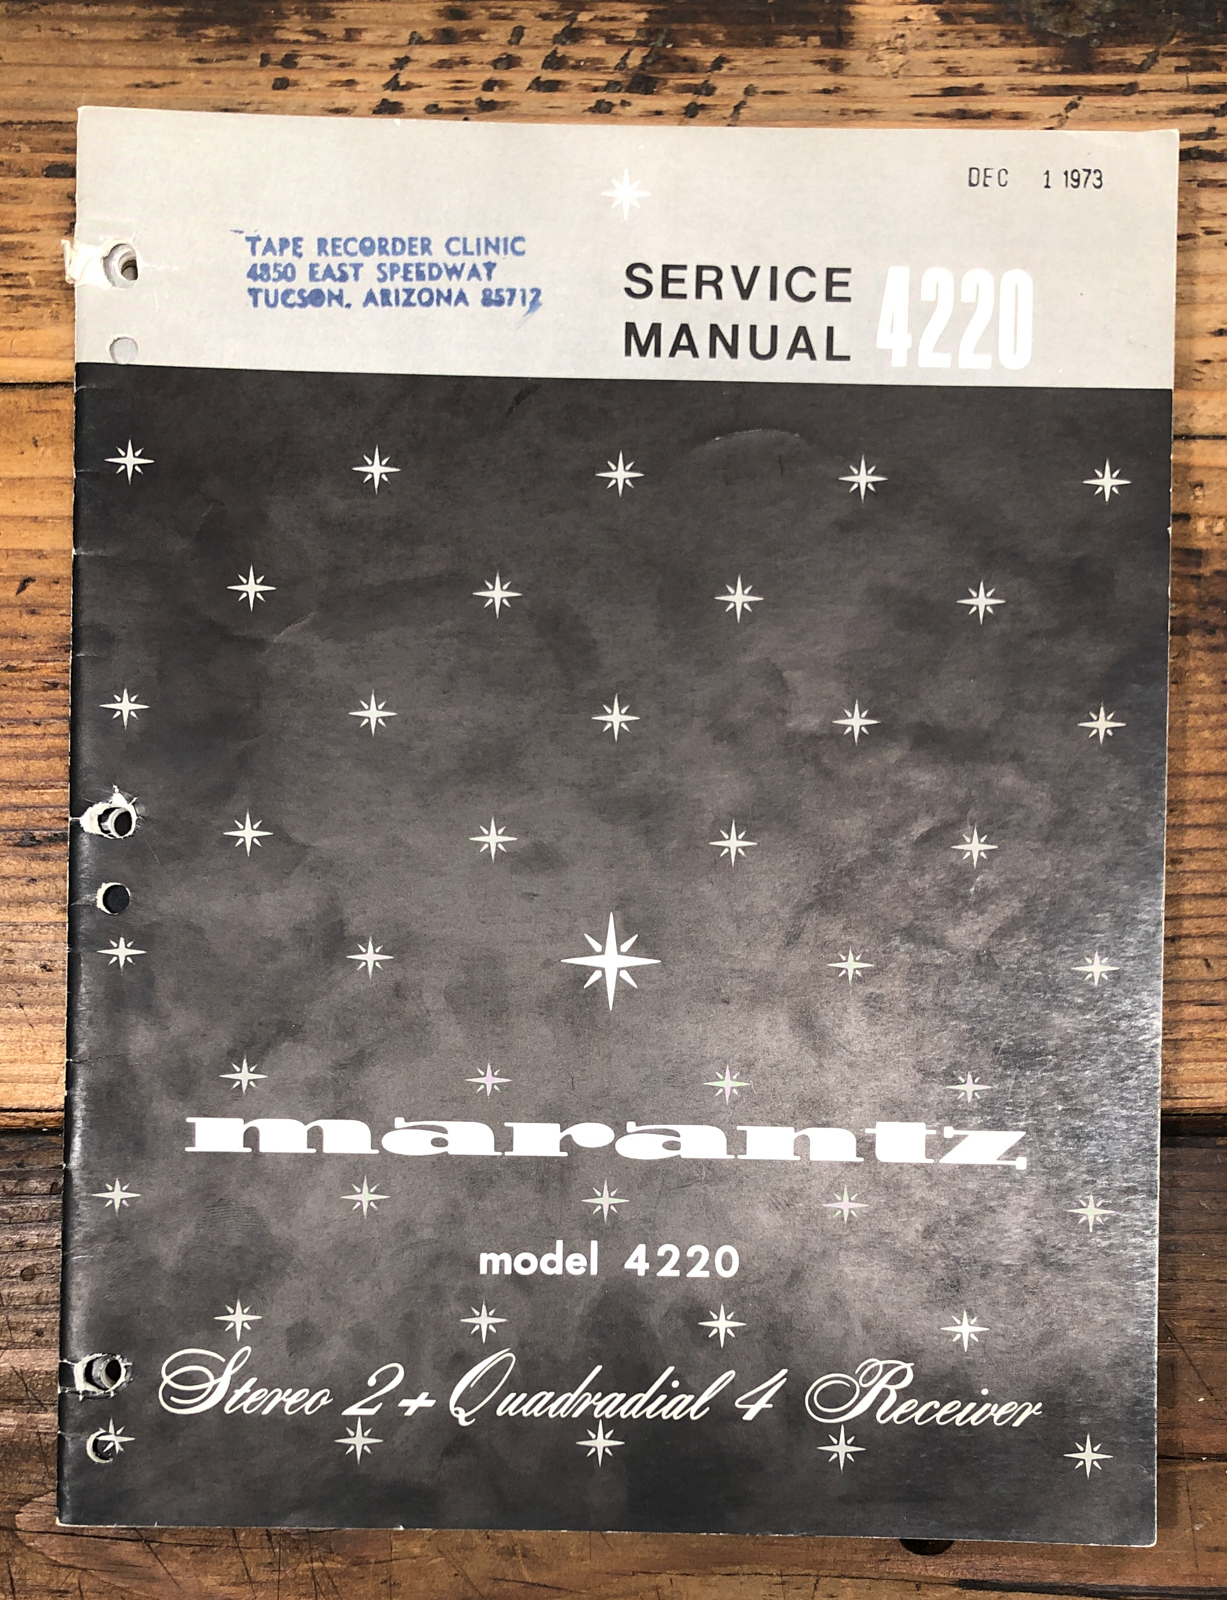 DEC 1 1973
TAPE RECORDER CLINIC
4850 EAST SPEEDWAY
TUCSON, ARIZONA 85712
SERVICE
MANUAL 4220
marantz
model 4220
Stereo 2 + Quadradial 4 Receiver